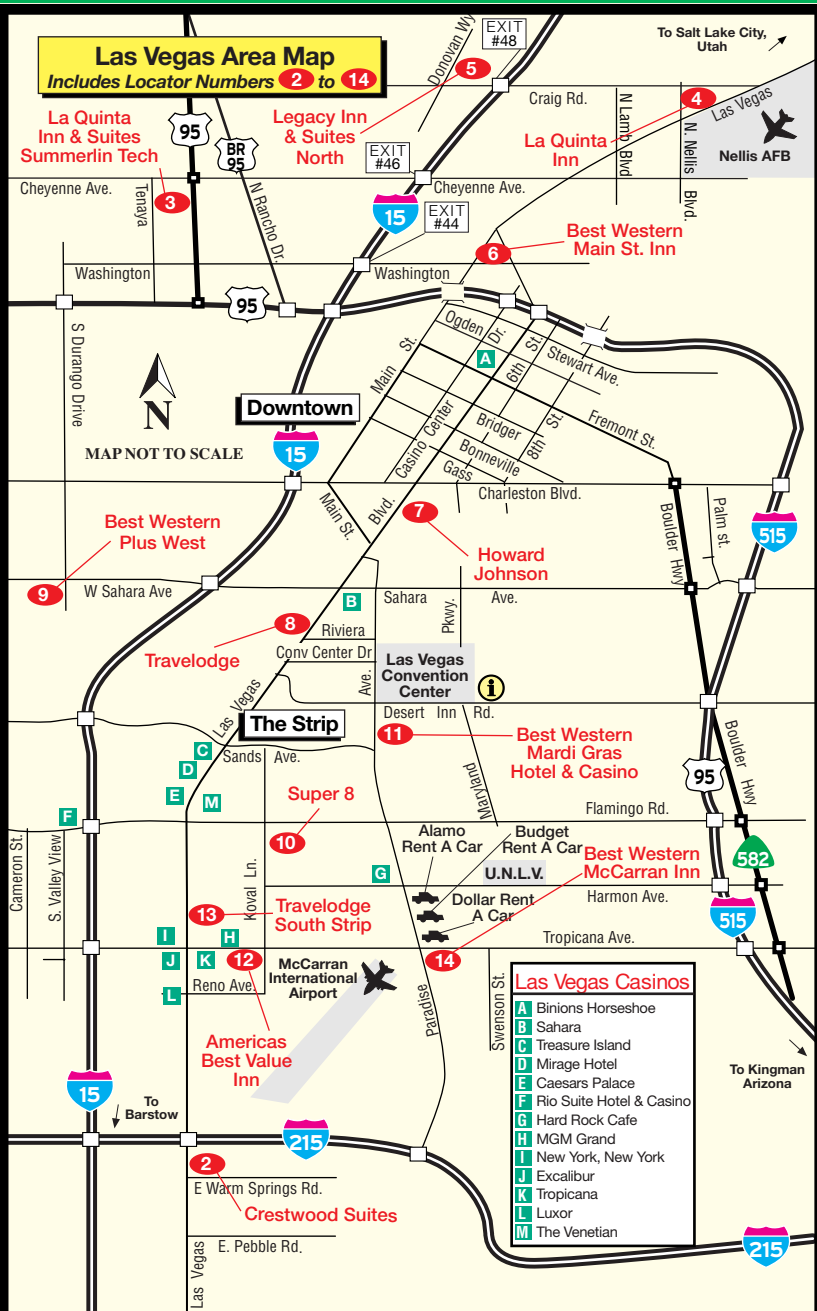 Las Vegas Area Map
Includes Locator Numbers 2 to 14
EXIT
#48
Donovan Wy
To Salt Lake City,
Utah
5
4
Craig Rd.
Las Vegas
N Lamb Blvd
N. Nellis Blvd.
Nellis AFB
La Quinta
Inn & Suites
Summerlin Tech
95
BR
95
Legacy Inn
& Suites
North
La Quinta
Inn
EXIT
#46
Cheyenne Ave.
Cheyenne Ave.
Tenaya
3
N Rancho Dr.
15
EXIT
#44
6
Best Western
Main St. Inn
Washington
Washington
95
S Durango Drive
N
MAP NOT TO SCALE
Downtown
15
Main St.
Ogden
Dr.
Casino Center
A
6th St.
Stewart Ave.
8th St.
Bridger
Bonneville
Gass
Fremont St.
Charleston Blvd.
Main St.
Blvd.
Boulder Hwy
Palm st.
515
7
Howard
Johnson
Best Western
Plus West
9
W Sahara Ave
B
Sahara
Ave.
8
Travelodge
Riviera
Conv Center Dr
Ave.
Pkwy.
Las Vegas
Convention
Center
i
Las Vegas
The Strip
Desert Inn Rd.
11
Best Western
Mardi Gras
Hotel & Casino
Maryland
Boulder Hwy
95
C
Sands Ave.
D
E
M
F
Super 8
10
Flamingo Rd.
582
Cameron St.
S. Valley View
Koval Ln.
Alamo
Rent A Car
Budget
Rent A Car
G
U.N.L.V.
Best Western
McCarran Inn
Harmon Ave.
Dollar Rent
A Car
515
13
Travelodge
South Strip
I
H
Tropicana Ave.
J
K
12
14
L
Reno Ave.
McCarran
International
Airport
Paradise
Swenson St.
Americas
Best Value
Inn
Las Vegas Casinos
A Binions Horseshoe
B Sahara
C Treasure Island
D Mirage Hotel
E Caesars Palace
F Rio Suite Hotel & Casino
G Hard Rock Cafe
H MGM Grand
I New York, New York
J Excalibur
K Tropicana
L Luxor
M The Venetian
To Kingman
Arizona
15
To
Barstow
215
2
E Warm Springs Rd.
Crestwood Suites
E. Pebble Rd.
Las Vegas
215